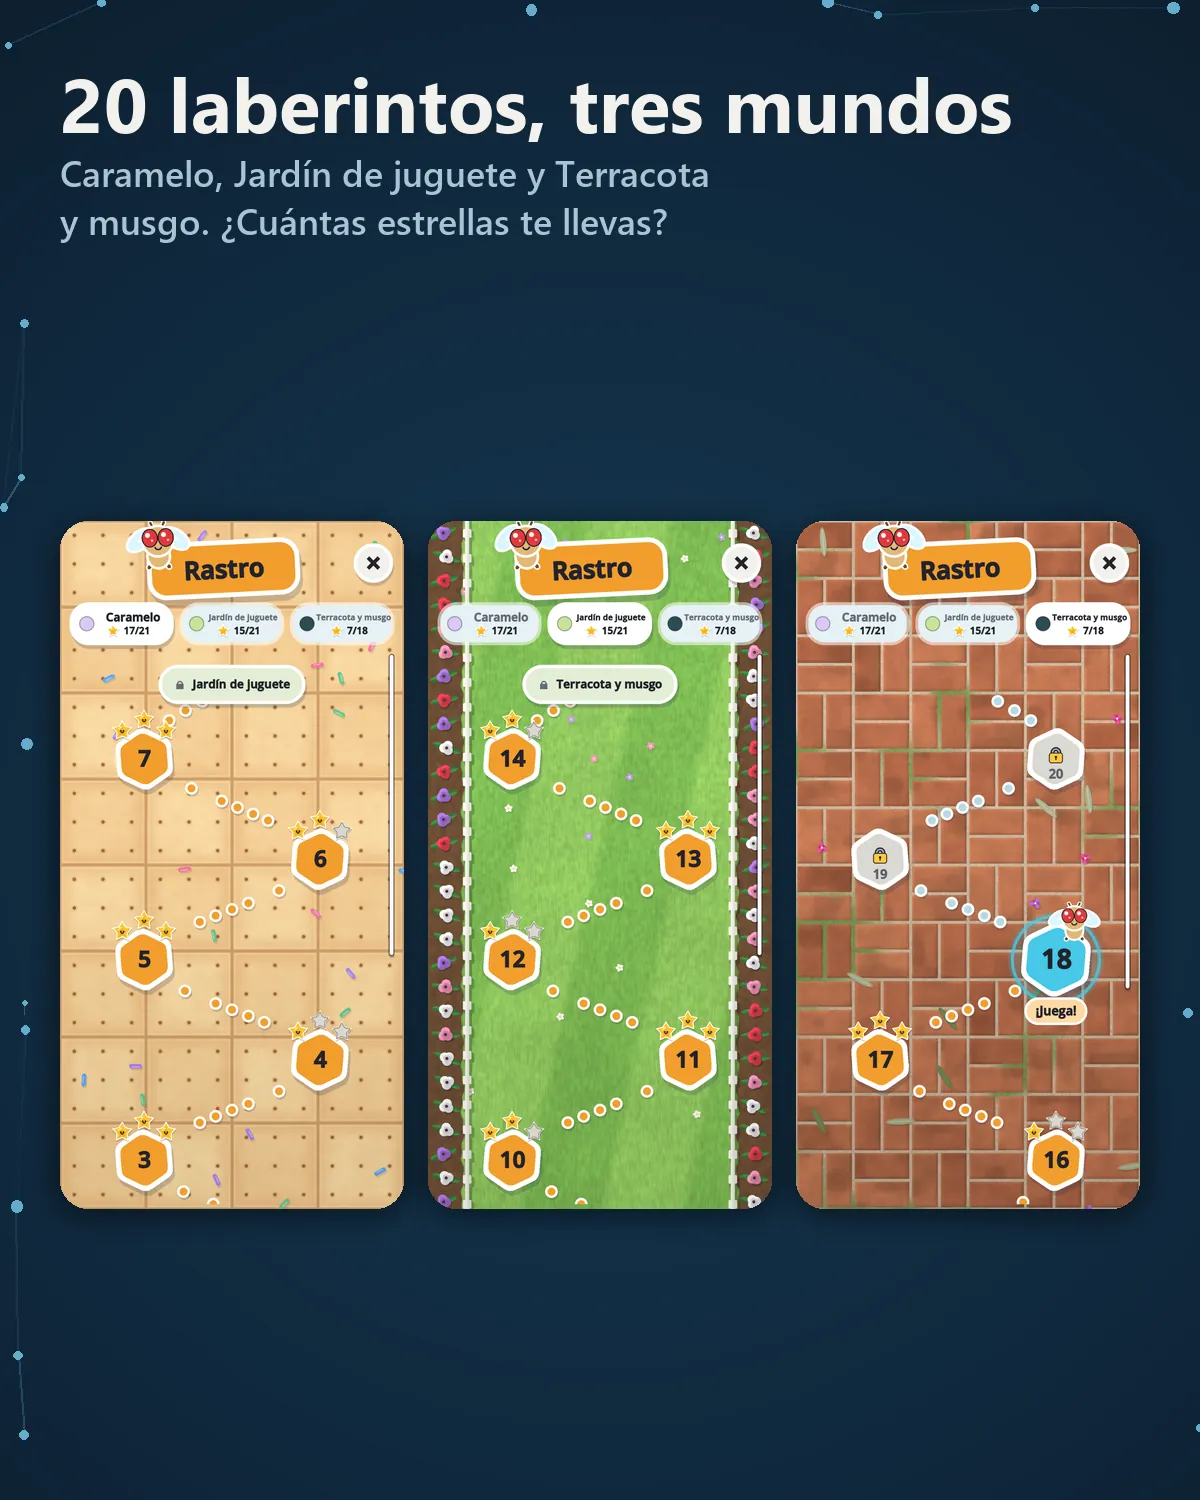 20 laberintos, tres mundos
Caramelo, Jardín de juguete y Terracota
y musgo. ¿Cuántas estrellas te llevas?
Rastro
Caramelo
17/21
Jardín de juguete
15/21
Terracota y musgo
7/18
Jardín de juguete
7
6
5
4
3
Rastro
Caramelo
17/21
Jardín de juguete
15/21
Terracota y musgo
7/18
Terracota y musgo
14
13
12
11
10
Rastro
Caramelo
17/21
Jardín de juguete
15/21
Terracota y musgo
7/18
20
19
18
¡Juega!
17
16